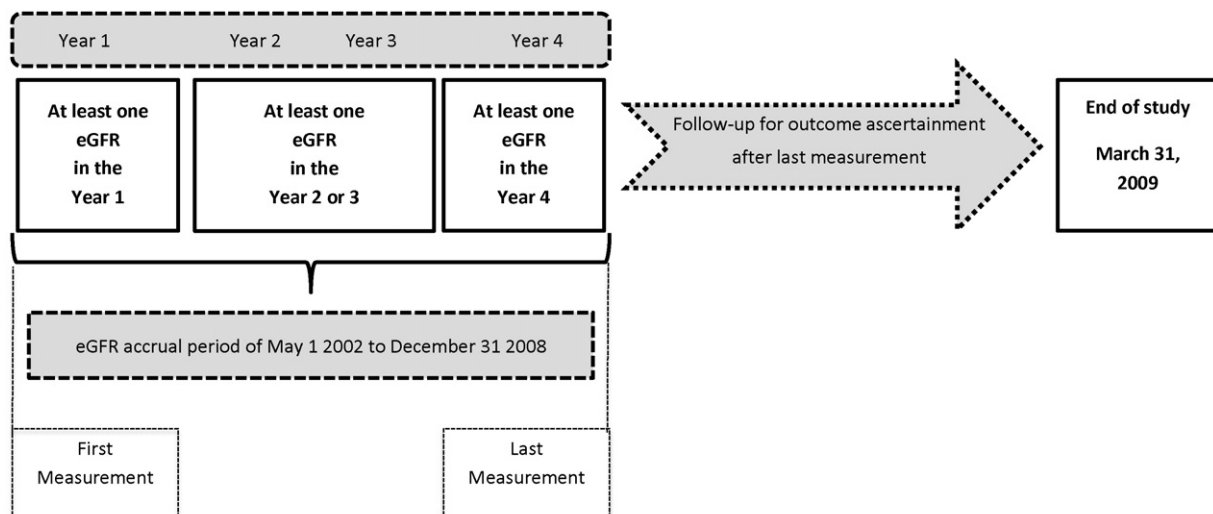 Year 1 Year 2 Year 3 Year 4
At least one
eGFR
in the
Year 1
At least one
eGFR
in the
Year 2 or 3
At least one
eGFR
in the
Year 4
Follow-up for outcome ascertainment
after last measurement
End of study
March 31,
2009
eGFR accrual period of May 1 2002 to December 31 2008
First
Measurement
Last
Measurement